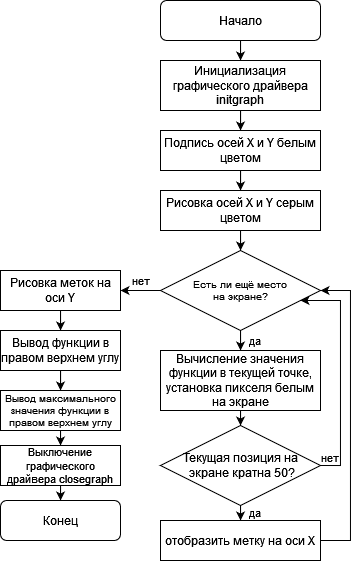 Начало
Инициализация
графического драйвера
initgraph
Подпись осей X и Y белым
цветом
Рисовка осей X и Y серым
цветом
Есть ли ещё место
на экране?
нет
да
Рисовка меток на
оси Y
Вывод функции в
правом верхнем углу
Вывод максимального
значения функции в
правом верхнем углу
Выключение
графического
драйвера closegraph
Конец
Вычисление значения
функции в текущей точке,
установка пикселя белым
на экране
Текущая позиция на
экране кратна 50?
нет
да
отобразить метку на оси X